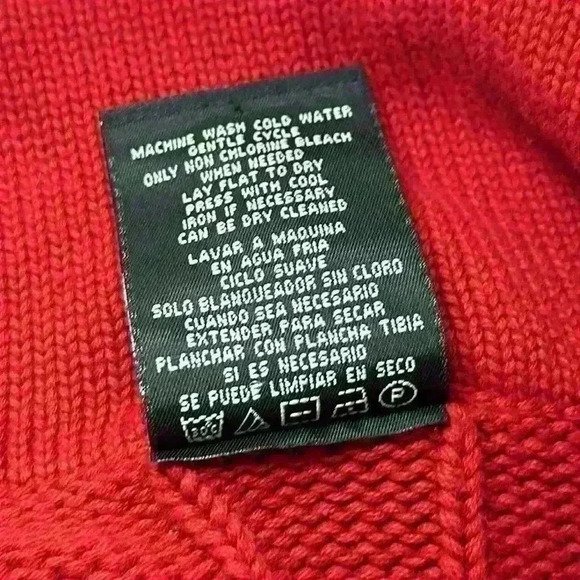 MACHINE WASH COLD WATER
GENTLE CYCLE
ONLY NON CHLORINE BLEACH
WHEN NEEDED
LAY FLAT TO DRY
PRESS WITH COOL
IRON IF NECESSARY
CAN BE DRY CLEANED
LAVAR A MAQUINA
EN AGUA FRIA
CICLO SUAVE
SOLO BLANQUEADOR SIN CLORO
CUANDO SEA NECESARIO
EXTENDER PARA SECAR
PLANCHAR CON PLANCHA TIBIA
SI ES NECESARIO
SE PUEDE LIMPIAR EN SECO
P